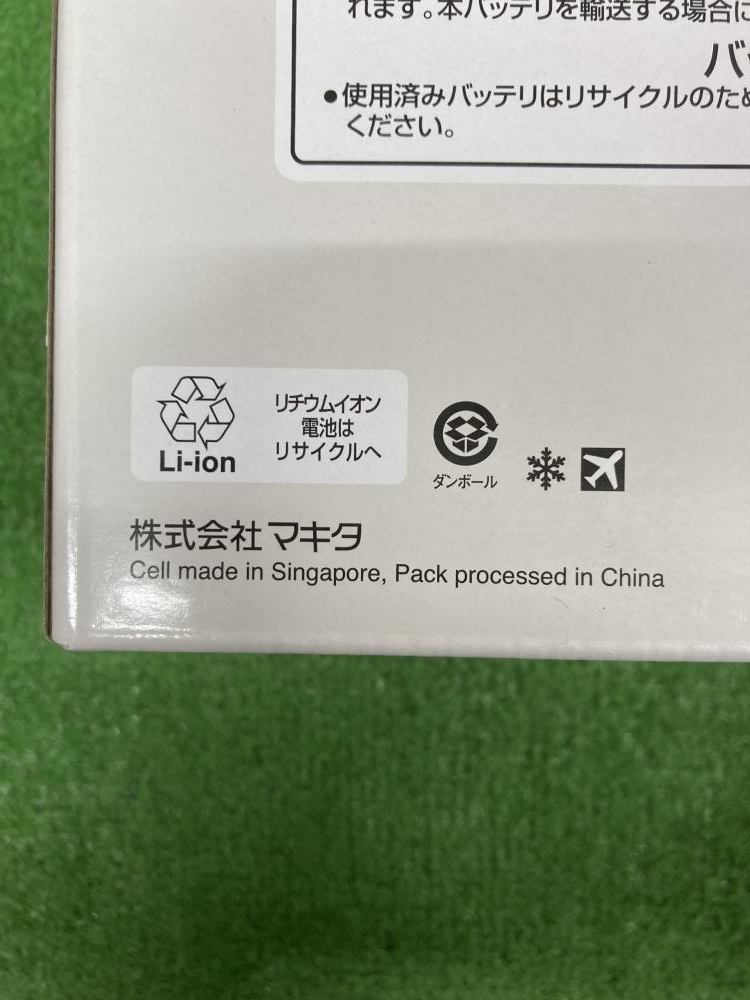 れます。本バッテリを輸送する場合に
バ
●使用済みバッテリはリサイクルのため
ください。
Li-ion
リチウムイオン
電池は
リサイクルへ
ダンボール
株式会社マキタ
Cell made in Singapore, Pack processed in China